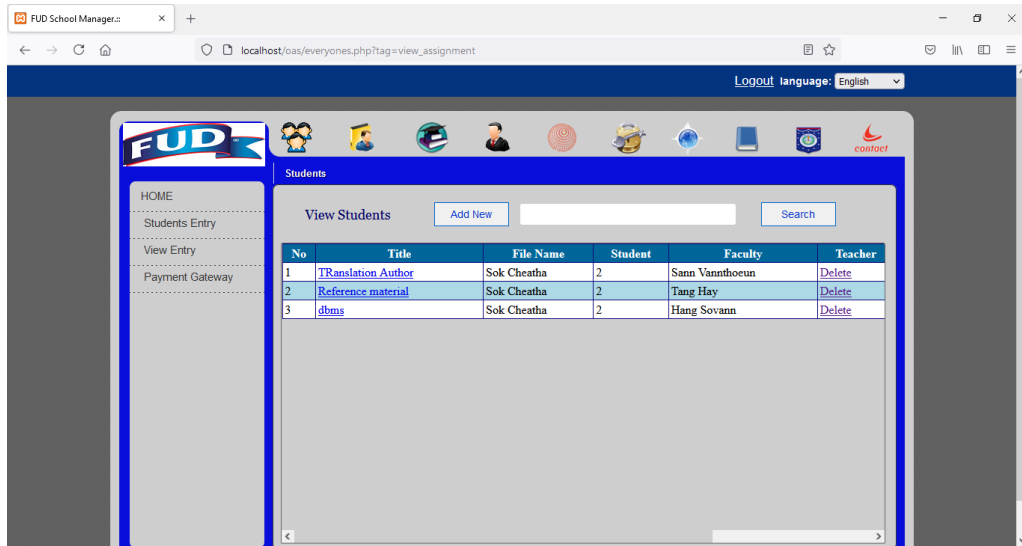 FUD School Manager.::
localhost/oas/everyones.php?tag=view_assignment
Logout language: English
FUD
contact
Students
HOME
Students Entry
View Entry
Payment Gateway
View Students Add New Search
No Title File Name Student Faculty Teacher
1 TRanslation Author Sok Cheatha 2 Sann Vannthoeun Delete
2 Reference material Sok Cheatha 2 Tang Hay Delete
3 dbms Sok Cheatha 2 Hang Sovann Delete